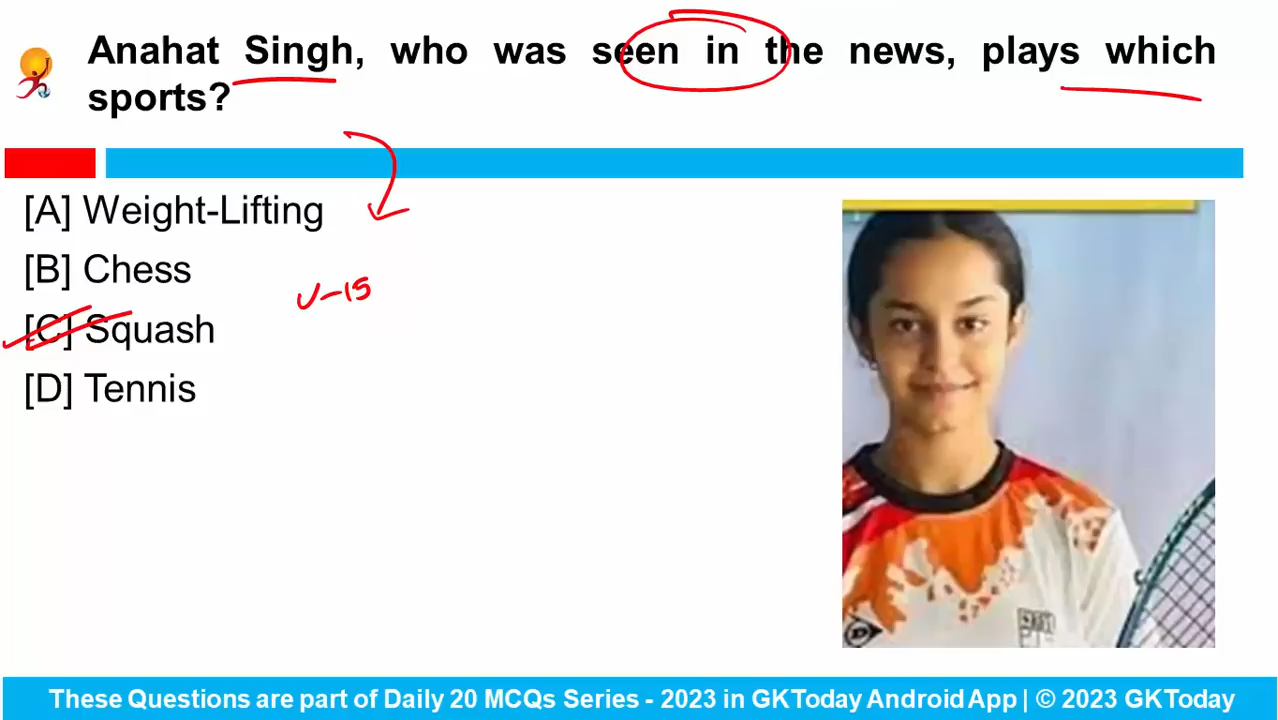 Anahat Singh, who was seen in the news, plays which
sports?
[A] Weight-Lifting
[B] Chess
U-15
[C] Squash
[D] Tennis
These Questions are part of Daily 20 MCQs Series - 2023 in GKToday Android App | © 2023 GKToday